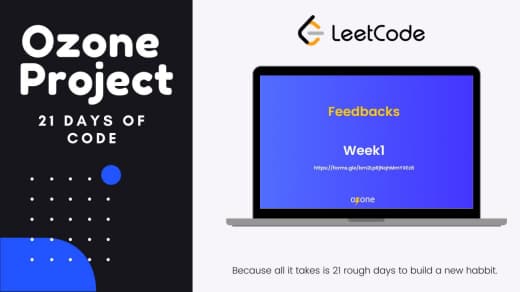 Ozone
Project
21 DAYS OF
CODE
LeetCode
Feedbacks
Week1
ozone
Because all it takes is 21 rough days to build a new habbit.